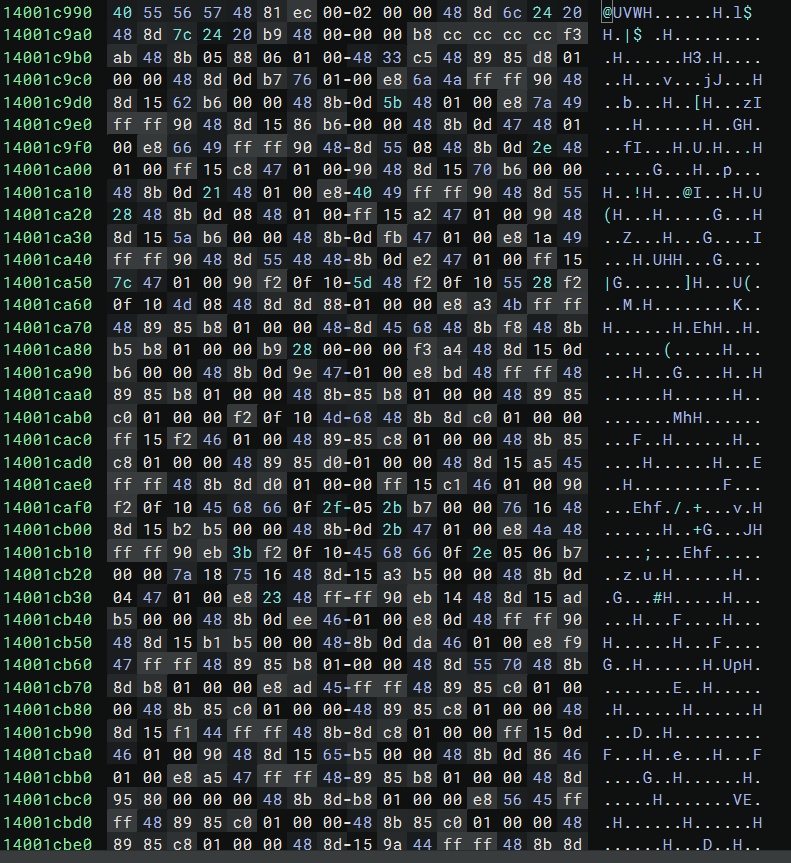 14001c990 40 55 56 57 48 81 ec 00-02 00 00 48 8d 6c 24 20 @UVWH......H.l$
14001c9a0 48 8d 7c 24 20 b9 48 00-00 00 b8 cc cc cc cc f3 H.|$ .H.........
14001c9b0 ab 48 8b 05 88 06 01 00-48 33 c5 48 89 85 d8 01 .H......H3.H....
14001c9c0 00 00 48 8d 0d b7 76 01-00 e8 6a 4a ff ff 90 48 ..H...v...jJ...H
14001c9d0 8d 15 62 b6 00 00 48 8b-0d 5b 48 01 00 e8 7a 49 ..b...H..[H...zI
14001c9e0 ff ff 90 48 8d 15 86 b6-00 00 48 8b 0d 47 48 01 ...H......H..GH.
14001c9f0 00 e8 66 49 ff ff 90 48-8d 55 08 48 8b 0d 2e 48 ..fI...H.U.H...H
14001ca00 01 00 ff 15 c8 47 01 00-90 48 8d 15 70 b6 00 00 .....G...H..p...
14001ca10 48 8b 0d 21 48 01 00 e8-40 49 ff ff 90 48 8d 55 H..!H...@I...H.U
14001ca20 28 48 8b 0d 08 48 01 00-ff 15 a2 47 01 00 90 48 (H...H.....G...H
14001ca30 8d 15 5a b6 00 00 48 8b-0d fb 47 01 00 e8 1a 49 ..Z...H...G....I
14001ca40 ff ff 90 48 8d 55 48 48-8b 0d e2 47 01 00 ff 15 ...H.UHH...G....
14001ca50 7c 47 01 00 90 f2 0f 10-5d 48 f2 0f 10 55 28 f2 |G......]H...U(.
14001ca60 0f 10 4d 08 48 8d 8d 88-01 00 00 e8 a3 4b ff ff ..M.H........K..
14001ca70 48 89 85 b8 01 00 00 48-8d 45 68 48 8b f8 48 8b H......H.EhH..H.
14001ca80 b5 b8 01 00 00 b9 28 00-00 00 f3 a4 48 8d 15 0d ......(.....H...
14001ca90 b6 00 00 48 8b 0d 9e 47-01 00 e8 bd 48 ff ff 48 ...H...G....H..H
14001caa0 89 85 b8 01 00 00 48 8b-85 b8 01 00 00 48 89 85 ......H......H..
14001cab0 c0 01 00 00 f2 0f 10 4d-68 48 8b 8d c0 01 00 00 .......MhH......
14001cac0 ff 15 f2 46 01 00 48 89-85 c8 01 00 00 48 8b 85 ...F..H......H..
14001cad0 c8 01 00 00 48 89 85 d0-01 00 00 48 8d 15 a5 45 ....H......H...E
14001cae0 ff ff 48 8b 8d d0 01 00-00 ff 15 c1 46 01 00 90 ..H.........F...
14001caf0 f2 0f 10 45 68 66 0f 2f-05 2b b7 00 00 76 16 48 ...Ehf./.+...v.H
14001cb00 8d 15 b2 b5 00 00 48 8b-0d 2b 47 01 00 e8 4a 48 ......H..+G...JH
14001cb10 ff ff 90 eb 3b f2 0f 10-45 68 66 0f 2e 05 06 b7 ....;...Ehf.....
14001cb20 00 00 7a 18 75 16 48 8d-15 a3 b5 00 00 48 8b 0d ..z.u.H......H..
14001cb30 04 47 01 00 e8 23 48 ff-ff 90 eb 14 48 8d 15 ad .G...#H.....H...
14001cb40 b5 00 00 48 8b 0d ee 46-01 00 e8 0d 48 ff ff 90 ...H...F....H...
14001cb50 48 8d 15 b1 b5 00 00 48-8b 0d da 46 01 00 e8 f9 H......H...F....
14001cb60 47 ff ff 48 89 85 b8 01-00 00 48 8d 55 70 48 8b G..H......H.UpH.
14001cb70 8d b8 01 00 00 e8 ad 45-ff ff 48 89 85 c0 01 00 .......E..H.....
14001cb80 00 48 8b 85 c0 01 00 00-48 89 85 c8 01 00 00 48 .H......H......H
14001cb90 8d 15 f1 44 ff ff 48 8b-8d c8 01 00 00 ff 15 0d ...D..H.........
14001cba0 46 01 00 90 48 8d 15 65-b5 00 00 48 8b 0d 86 46 F...H..e...H...F
14001cbb0 01 00 e8 a5 47 ff ff 48-89 85 b8 01 00 00 48 8d ....G..H......H.
14001cbc0 95 80 00 00 00 48 8b 8d-b8 01 00 00 e8 56 45 ff .....H.......VE.
14001cbd0 ff 48 89 85 c0 01 00 00-48 8b 85 c0 01 00 00 48 .H......H......H
14001cbe0 89 85 c8 01 00 00 48 8d-15 9a 44 ff ff 48 8b 8d ......H...D..H..